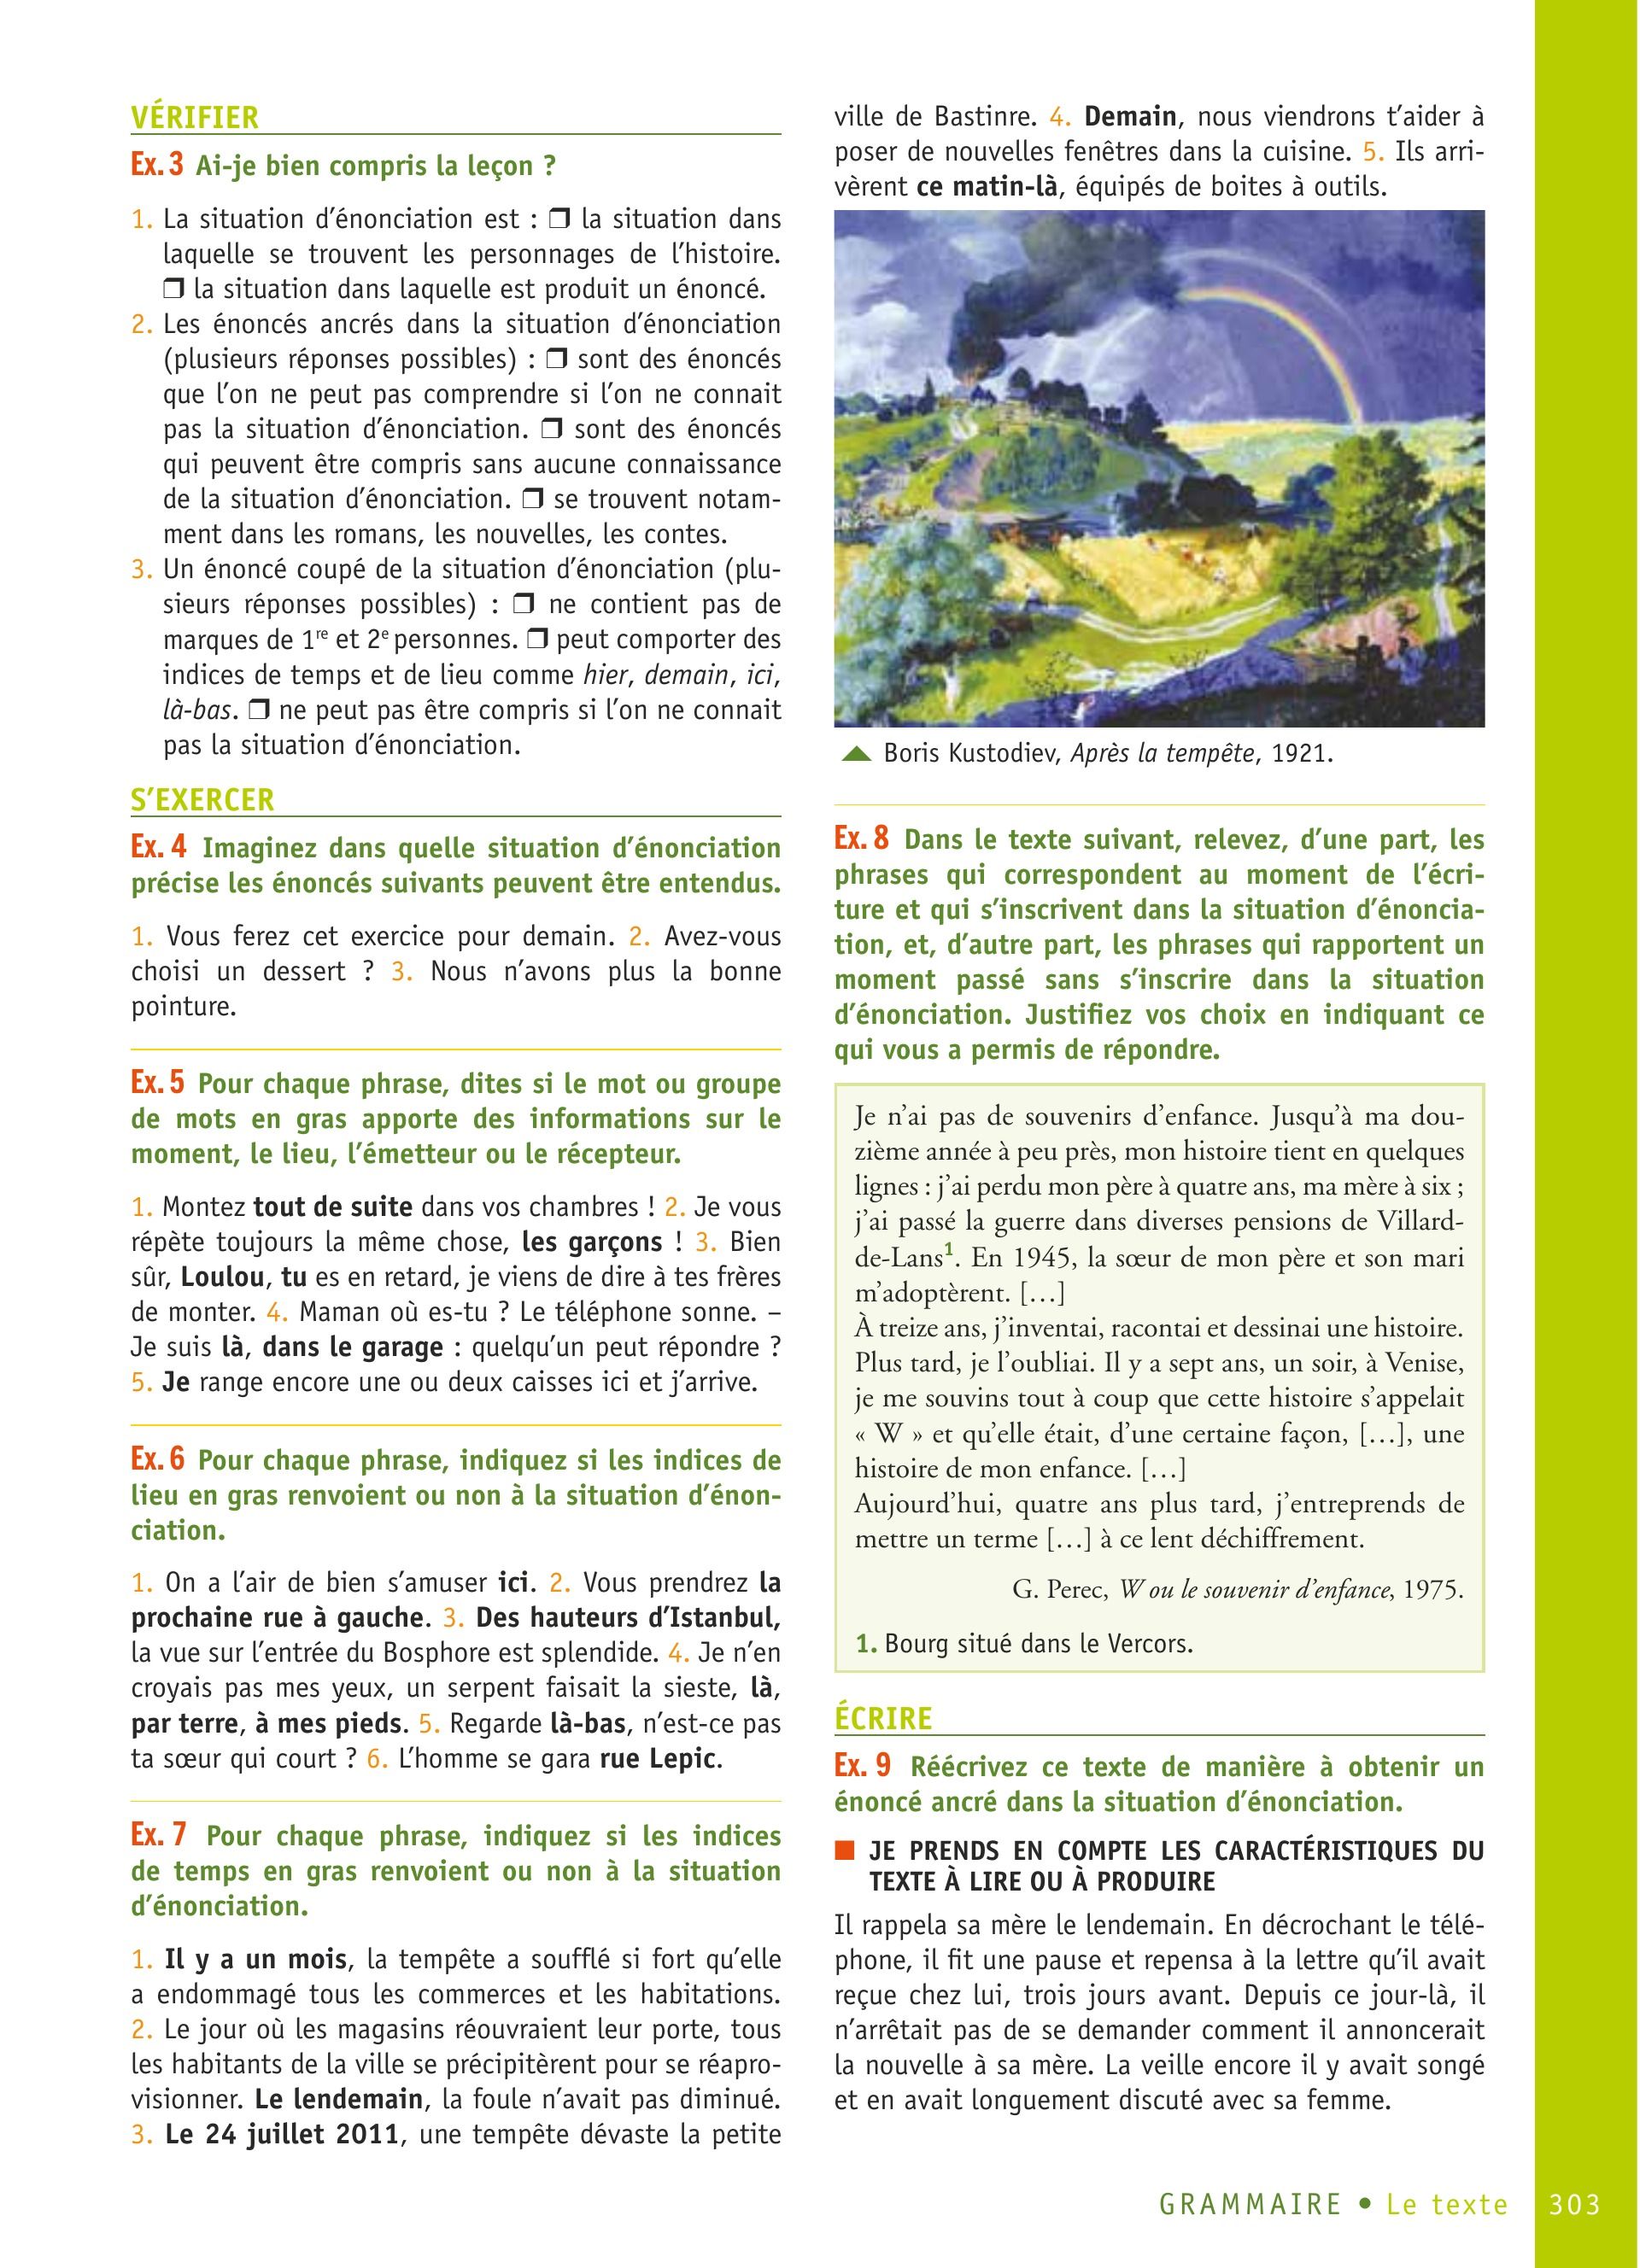 VÉRIFIER
Ex. 3 Ai-je bien compris la leçon ?
1. La situation d’énonciation est : ❒ la situation dans
laquelle se trouvent les personnages de l’histoire.
❒ la situation dans laquelle est produit un énoncé.
2. Les énoncés ancrés dans la situation d’énonciation
(plusieurs réponses possibles) : ❒ sont des énoncés
que l’on ne peut pas comprendre si l’on ne connait
pas la situation d’énonciation. ❒ sont des énoncés
qui peuvent être compris sans aucune connaissance
de la situation d’énonciation. ❒ se trouvent notam-
ment dans les romans, les nouvelles, les contes.
3. Un énoncé coupé de la situation d’énonciation (plu-
sieurs réponses possibles) : ❒ ne contient pas de
marques de 1re et 2e personnes. ❒ peut comporter des
indices de temps et de lieu comme hier, demain, ici,
là-bas. ❒ ne peut pas être compris si l’on ne connait
pas la situation d’énonciation.
S’EXERCER
Ex. 4 Imaginez dans quelle situation d’énonciation
précise les énoncés suivants peuvent être entendus.
1. Vous ferez cet exercice pour demain. 2. Avez-vous
choisi un dessert ? 3. Nous n’avons plus la bonne
pointure.
Ex. 5 Pour chaque phrase, dites si le mot ou groupe
de mots en gras apporte des informations sur le
moment, le lieu, l’émetteur ou le récepteur.
1. Montez tout de suite dans vos chambres ! 2. Je vous
répète toujours la même chose, les garçons ! 3. Bien
sûr, Loulou, tu es en retard, je viens de dire à tes frères
de monter. 4. Maman où es-tu ? Le téléphone sonne. –
Je suis là, dans le garage : quelqu’un peut répondre ?
5. Je range encore une ou deux caisses ici et j’arrive.
Ex. 6 Pour chaque phrase, indiquez si les indices de
lieu en gras renvoient ou non à la situation d’énon-
ciation.
1. On a l’air de bien s’amuser ici. 2. Vous prendrez la
prochaine rue à gauche. 3. Des hauteurs d’Istanbul,
la vue sur l’entrée du Bosphore est splendide. 4. Je n’en
croyais pas mes yeux, un serpent faisait la sieste, là,
par terre, à mes pieds. 5. Regarde là-bas, n’est-ce pas
ta sœur qui court ? 6. L’homme se gara rue Lepic.
Ex. 7 Pour chaque phrase, indiquez si les indices
de temps en gras renvoient ou non à la situation
d’énonciation.
1. Il y a un mois, la tempête a soufflé si fort qu’elle
a endommagé tous les commerces et les habitations.
2. Le jour où les magasins réouvraient leur porte, tous
les habitants de la ville se précipitèrent pour se réapro-
visionner. Le lendemain, la foule n’avait pas diminué.
3. Le 24 juillet 2011, une tempête dévaste la petite
ville de Bastinre. 4. Demain, nous viendrons t’aider à
poser de nouvelles fenêtres dans la cuisine. 5. Ils arri-
vèrent ce matin-là, équipés de boites à outils.
Boris Kustodiev, Après la tempête, 1921.
Ex. 8 Dans le texte suivant, relevez, d’une part, les
phrases qui correspondent au moment de l’écri-
ture et qui s’inscrivent dans la situation d’énoncia-
tion, et, d’autre part, les phrases qui rapportent un
moment passé sans s’inscrire dans la situation
d’énonciation. Justifiez vos choix en indiquant ce
qui vous a permis de répondre.
Je n’ai pas de souvenirs d’enfance. Jusqu’à ma dou-
zième année à peu près, mon histoire tient en quelques
lignes : j’ai perdu mon père à quatre ans, ma mère à six ;
j’ai passé la guerre dans diverses pensions de Villard-
de-Lans1. En 1945, la sœur de mon père et son mari
m’adoptèrent. […]
À treize ans, j’inventai, racontai et dessinai une histoire.
Plus tard, je l’oubliai. Il y a sept ans, un soir, à Venise,
je me souvins tout à coup que cette histoire s’appelait
« W » et qu’elle était, d’une certaine façon, […], une
histoire de mon enfance. […]
Aujourd’hui, quatre ans plus tard, j’entreprends de
mettre un terme […] à ce lent déchiffrement.
G. Perec, W ou le souvenir d’enfance, 1975.
1. Bourg situé dans le Vercors.
ÉCRIRE
Ex. 9 Réécrivez ce texte de manière à obtenir un
énoncé ancré dans la situation d’énonciation.
■ JE PRENDS EN COMPTE LES CARACTÉRISTIQUES DU
TEXTE À LIRE OU À PRODUIRE
Il rappela sa mère le lendemain. En décrochant le télé-
phone, il fit une pause et repensa à la lettre qu’il avait
reçue chez lui, trois jours avant. Depuis ce jour-là, il
n’arrêtait pas de se demander comment il annoncerait
la nouvelle à sa mère. La veille encore il y avait songé
et en avait longuement discuté avec sa femme.
GRAMMAIRE • Le texte 303